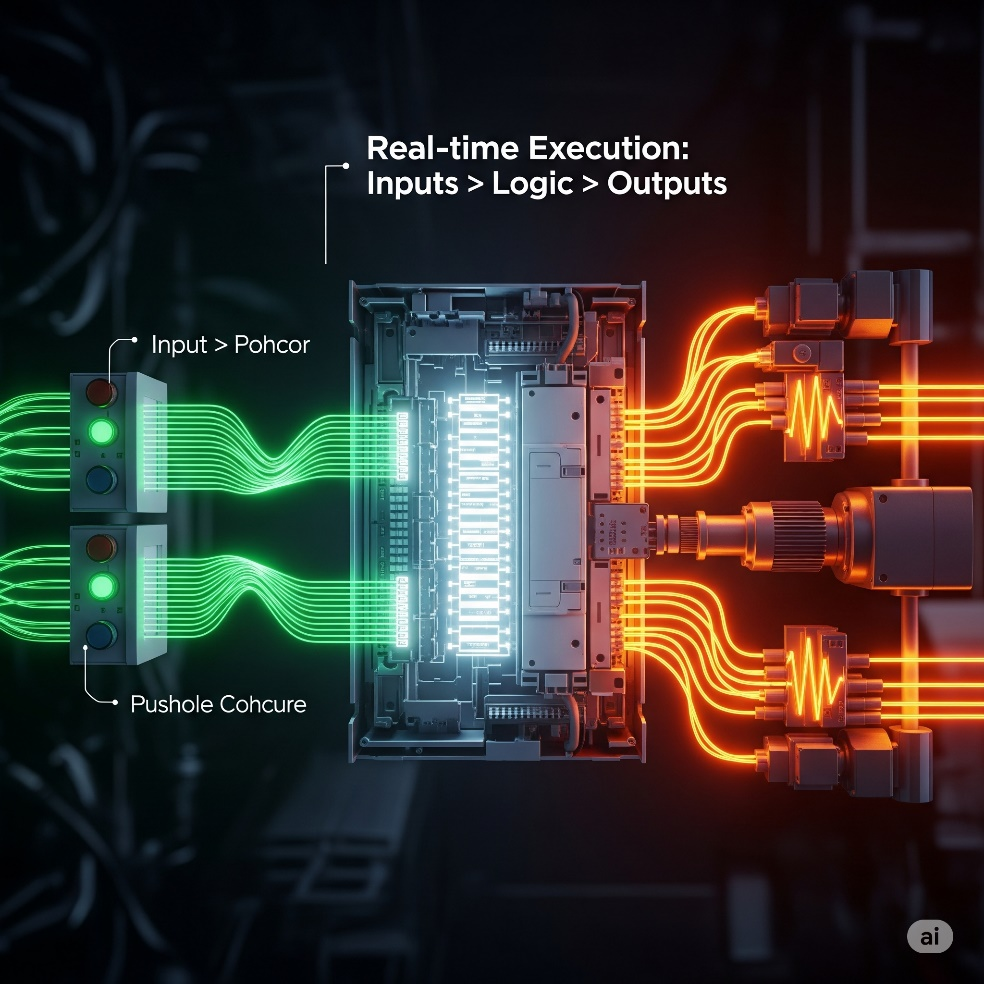 Real-time Execution:
Inputs > Logic > Outputs
Input > Pohcor
Pushole Cohcure
ai